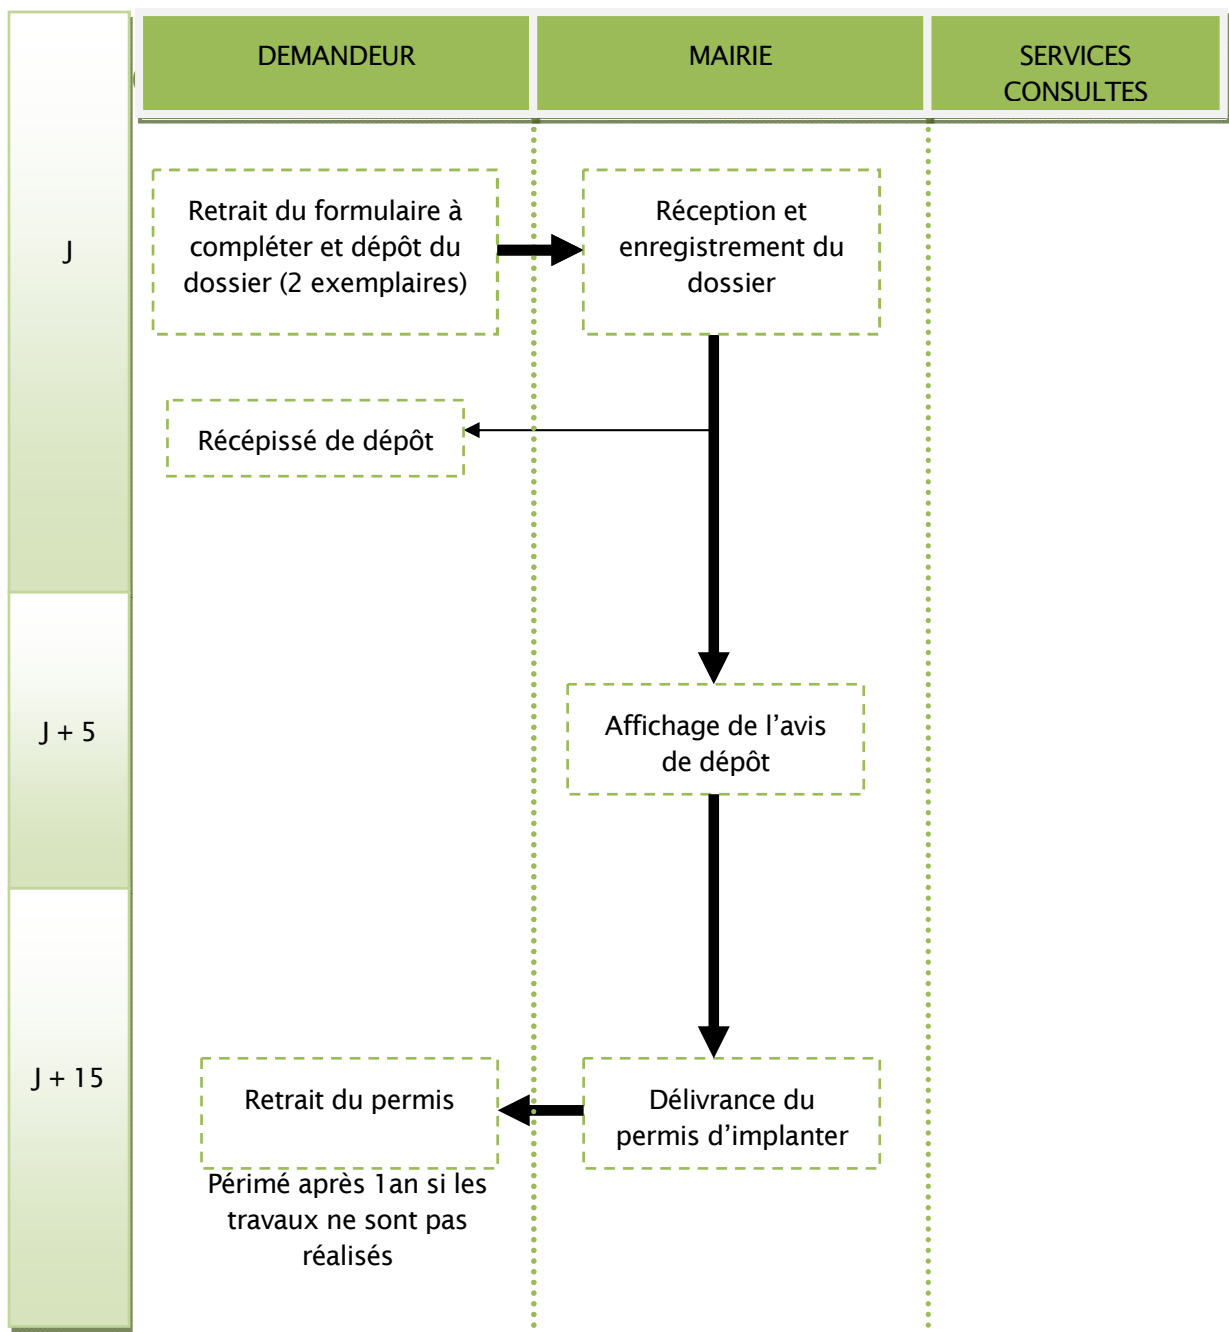 DEMANDEUR
MAIRIE
SERVICES
CONSULTES
J
Retrait du formulaire à
compléter et dépôt du
dossier (2 exemplaires)
Réception et
enregistrement du
dossier
Récépissé de dépôt
J + 5
Affichage de l’avis
de dépôt
J + 15
Retrait du permis
Délivrance du
permis d’implanter
Périmé après 1an si les
travaux ne sont pas
réalisés